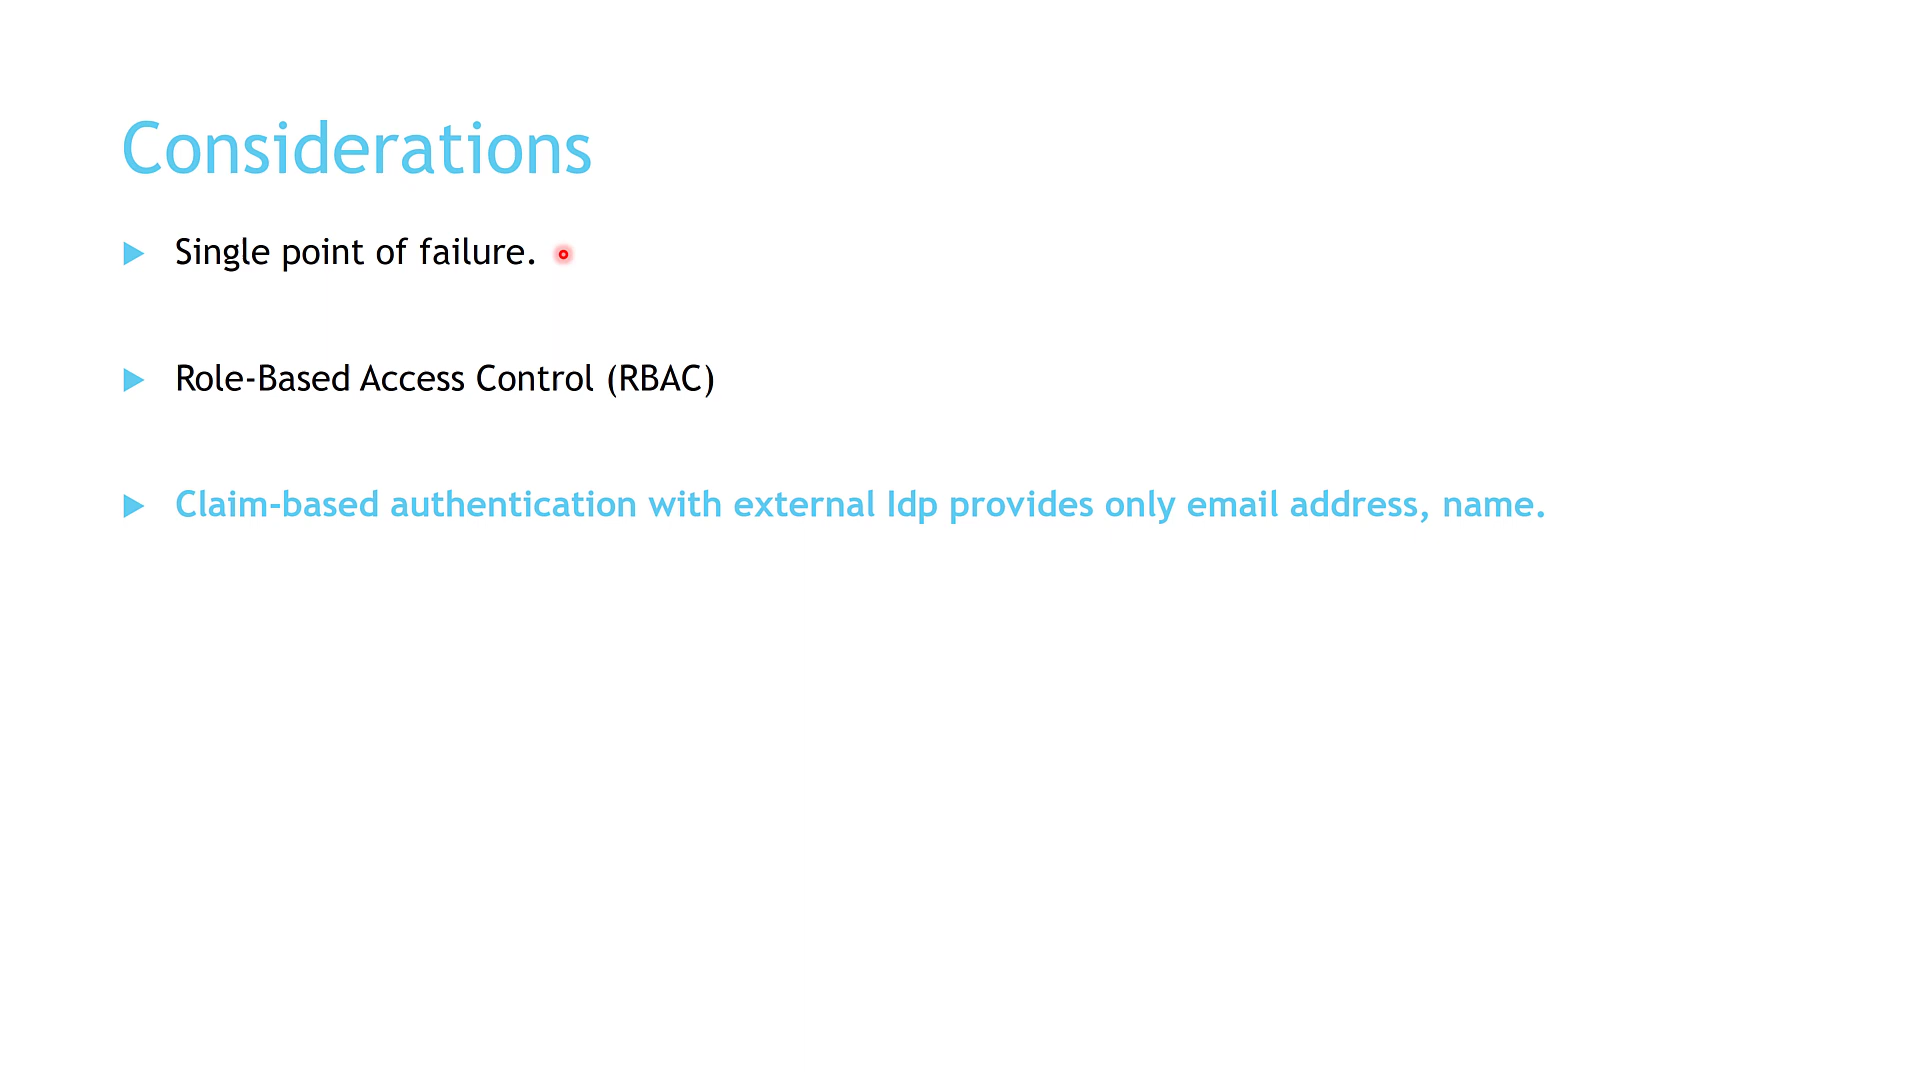 Considerations
Single point of failure.
Role-Based Access Control (RBAC)
Claim-based authentication with external Idp provides only email address, name.